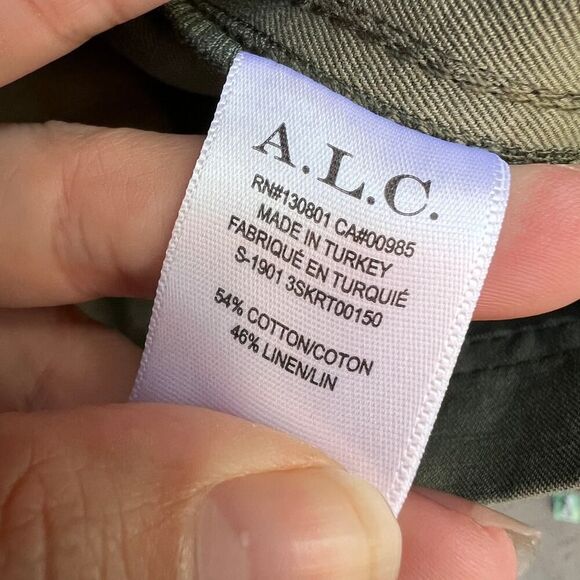 A.L.C.
RN#130801 CA#00985
MADE IN TURKEY
FABRIQUÉ EN TURQUIÉ
S-1901 3SKRT00150
54% COTTON/COTON
46% LINEN/LIN